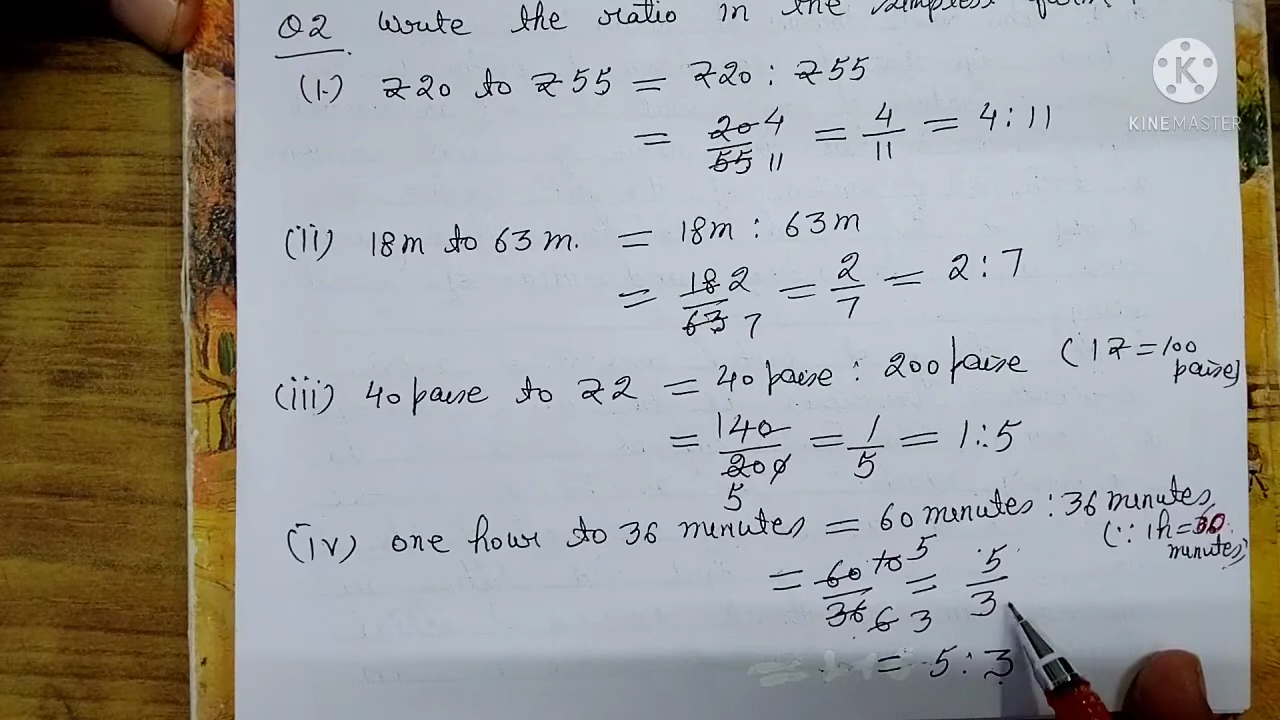 Q2 Write the ratio in the simplest form.
(i.) ₹20 to ₹55 = ₹20 : ₹55
= 20/55 4 11 = 4/11 = 4:11
(ii) 18m to 63m. = 18m : 63m
= 18/63 2 7 = 2/7 = 2:7
(iii) 40 paise to ₹2 = 40 paise : 200 paise (1₹=100 paise)
= 1 40/200 5 = 1/5 = 1:5
(iv) one hour to 36 minutes = 60 minutes : 36 minutes
(∵ 1h=30 minutes)
= 60/36 10 5 6 3 = 5/3
= 5:3
KINEMASTER